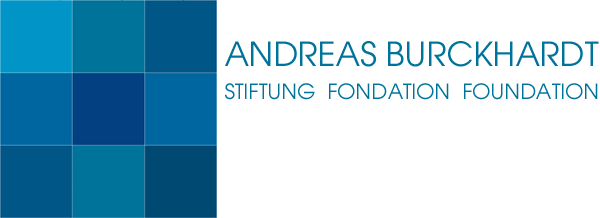 ANDREAS BURCKHARDT
STIFTUNG FONDATION FOUNDATION